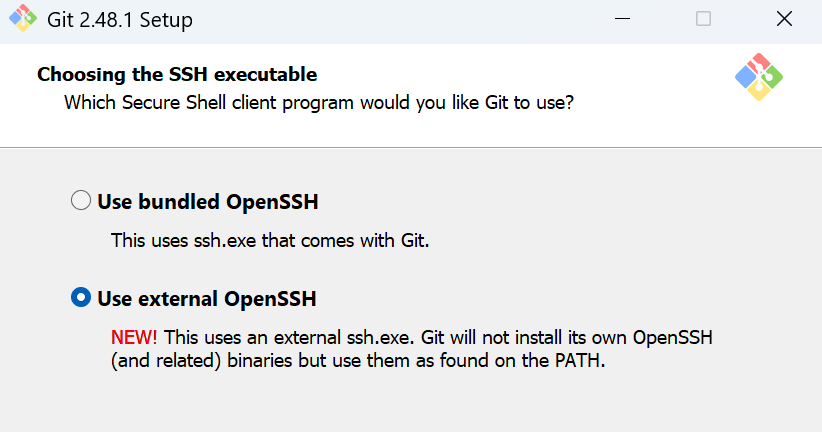 Git 2.48.1 Setup
Choosing the SSH executable
Which Secure Shell client program would you like Git to use?
Use bundled OpenSSH
This uses ssh.exe that comes with Git.
Use external OpenSSH
NEW! This uses an external ssh.exe. Git will not install its own OpenSSH
(and related) binaries but use them as found on the PATH.